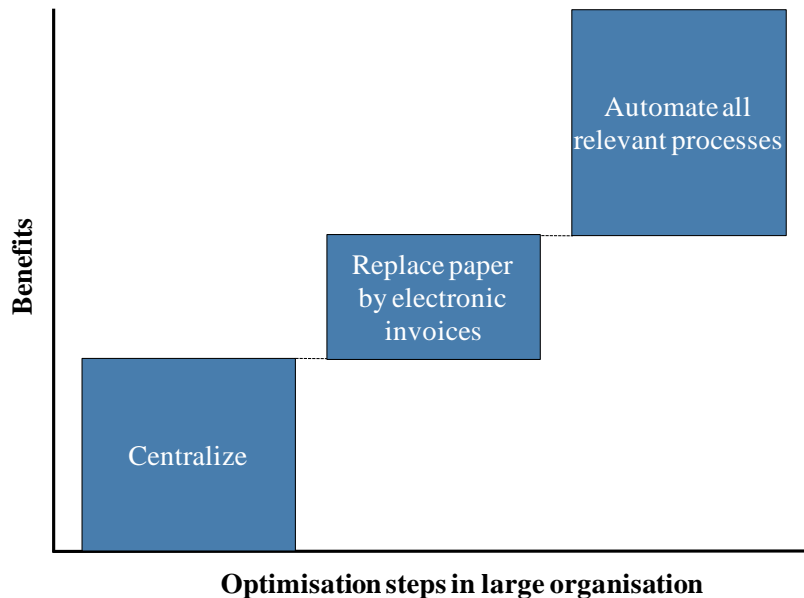 Automate all
relevant processes
Replace paper
by electronic
invoices
Centralize
Benefits
Optimisation steps in large organisation